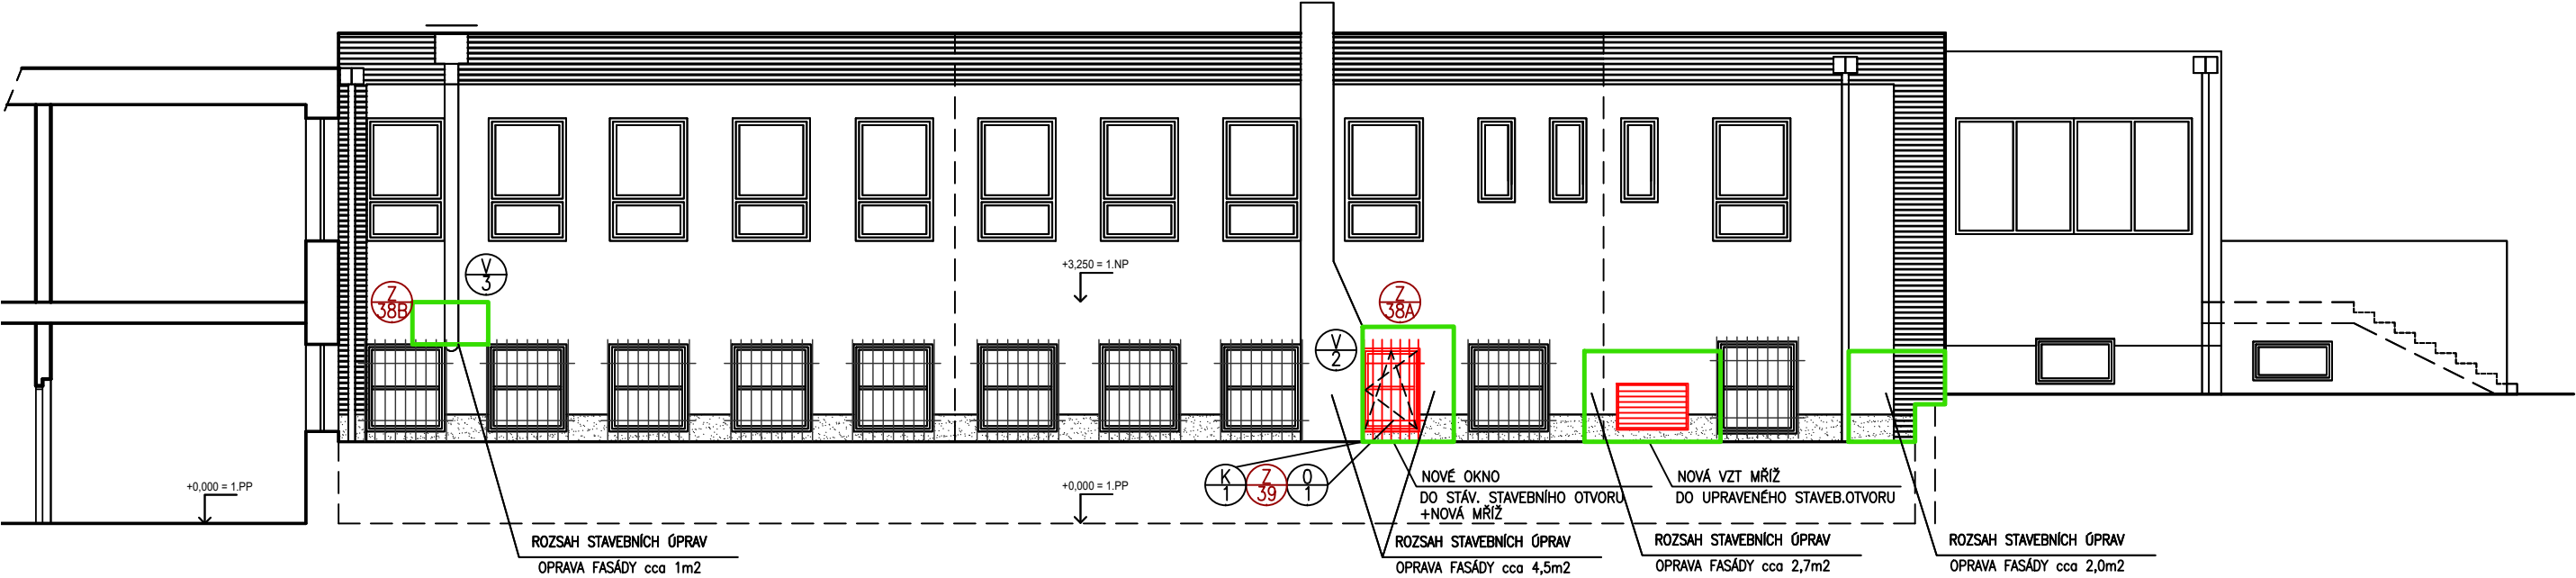 +3,250 = 1.NP
V
3
Z
38B
Z
38A
V
2
K
1
Z
39
O
1
NOVÉ OKNO
DO STÁV. STAVEBNÍHO OTVORU
+NOVÁ MŘÍŽ
NOVÁ VZT MŘÍŽ
DO UPRAVENÉHO STAVEB.OTVORU
+0,000 = 1.PP
+0,000 = 1.PP
ROZSAH STAVEBNÍCH ÚPRAV
OPRAVA FASÁDY cca 1m2
ROZSAH STAVEBNÍCH ÚPRAV
OPRAVA FASÁDY cca 4,5m2
ROZSAH STAVEBNÍCH ÚPRAV
OPRAVA FASÁDY cca 2,7m2
ROZSAH STAVEBNÍCH ÚPRAV
OPRAVA FASÁDY cca 2,0m2